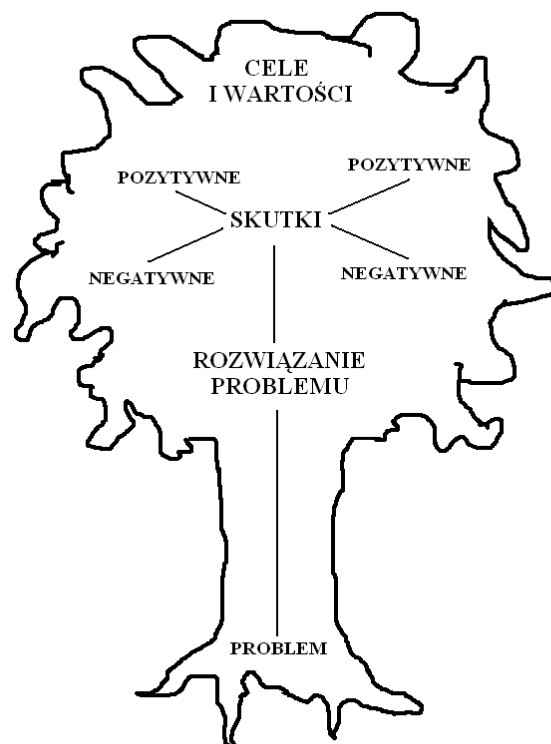 CELE
I WARTOŚCI
POZYTYWNE
POZYTYWNE
SKUTKI
NEGATYWNE
NEGATYWNE
ROZWIĄZANIE
PROBLEMU
PROBLEM